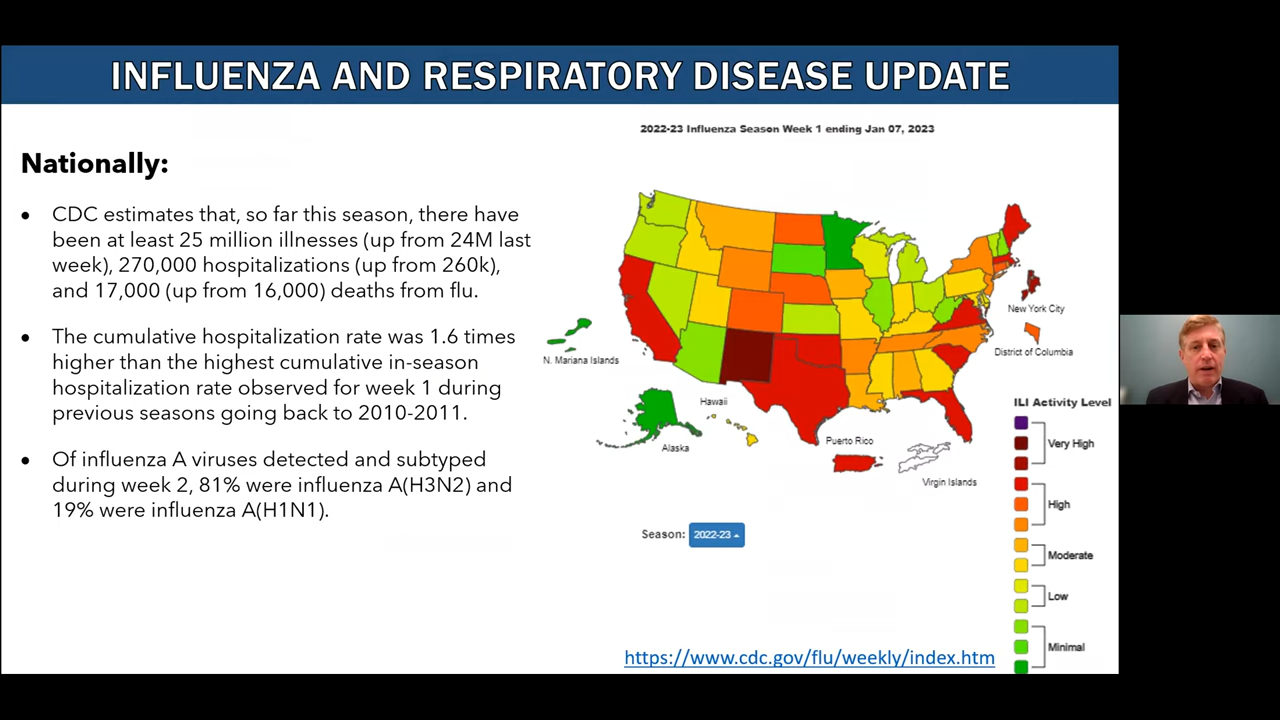 INFLUENZA AND RESPIRATORY DISEASE UPDATE
2022-23 Influenza Season Week 1 ending Jan 07, 2023
Nationally:
• CDC estimates that, so far this season, there have
been at least 25 million illnesses (up from 24M last
week), 270,000 hospitalizations (up from 260k),
and 17,000 (up from 16,000) deaths from flu.
• The cumulative hospitalization rate was 1.6 times
higher than the highest cumulative in-season
hospitalization rate observed for week 1 during
previous seasons going back to 2010-2011.
• Of influenza A viruses detected and subtyped
during week 2, 81% were influenza A(H3N2) and
19% were influenza A(H1N1).
New York City
District of Columbia
N. Mariana Islands
Hawaii
Alaska
Puerto Rico
Virgin Islands
ILI Activity Level
Very High
High
Moderate
Low
Minimal
Season: 2022-23
https://www.cdc.gov/flu/weekly/index.htm